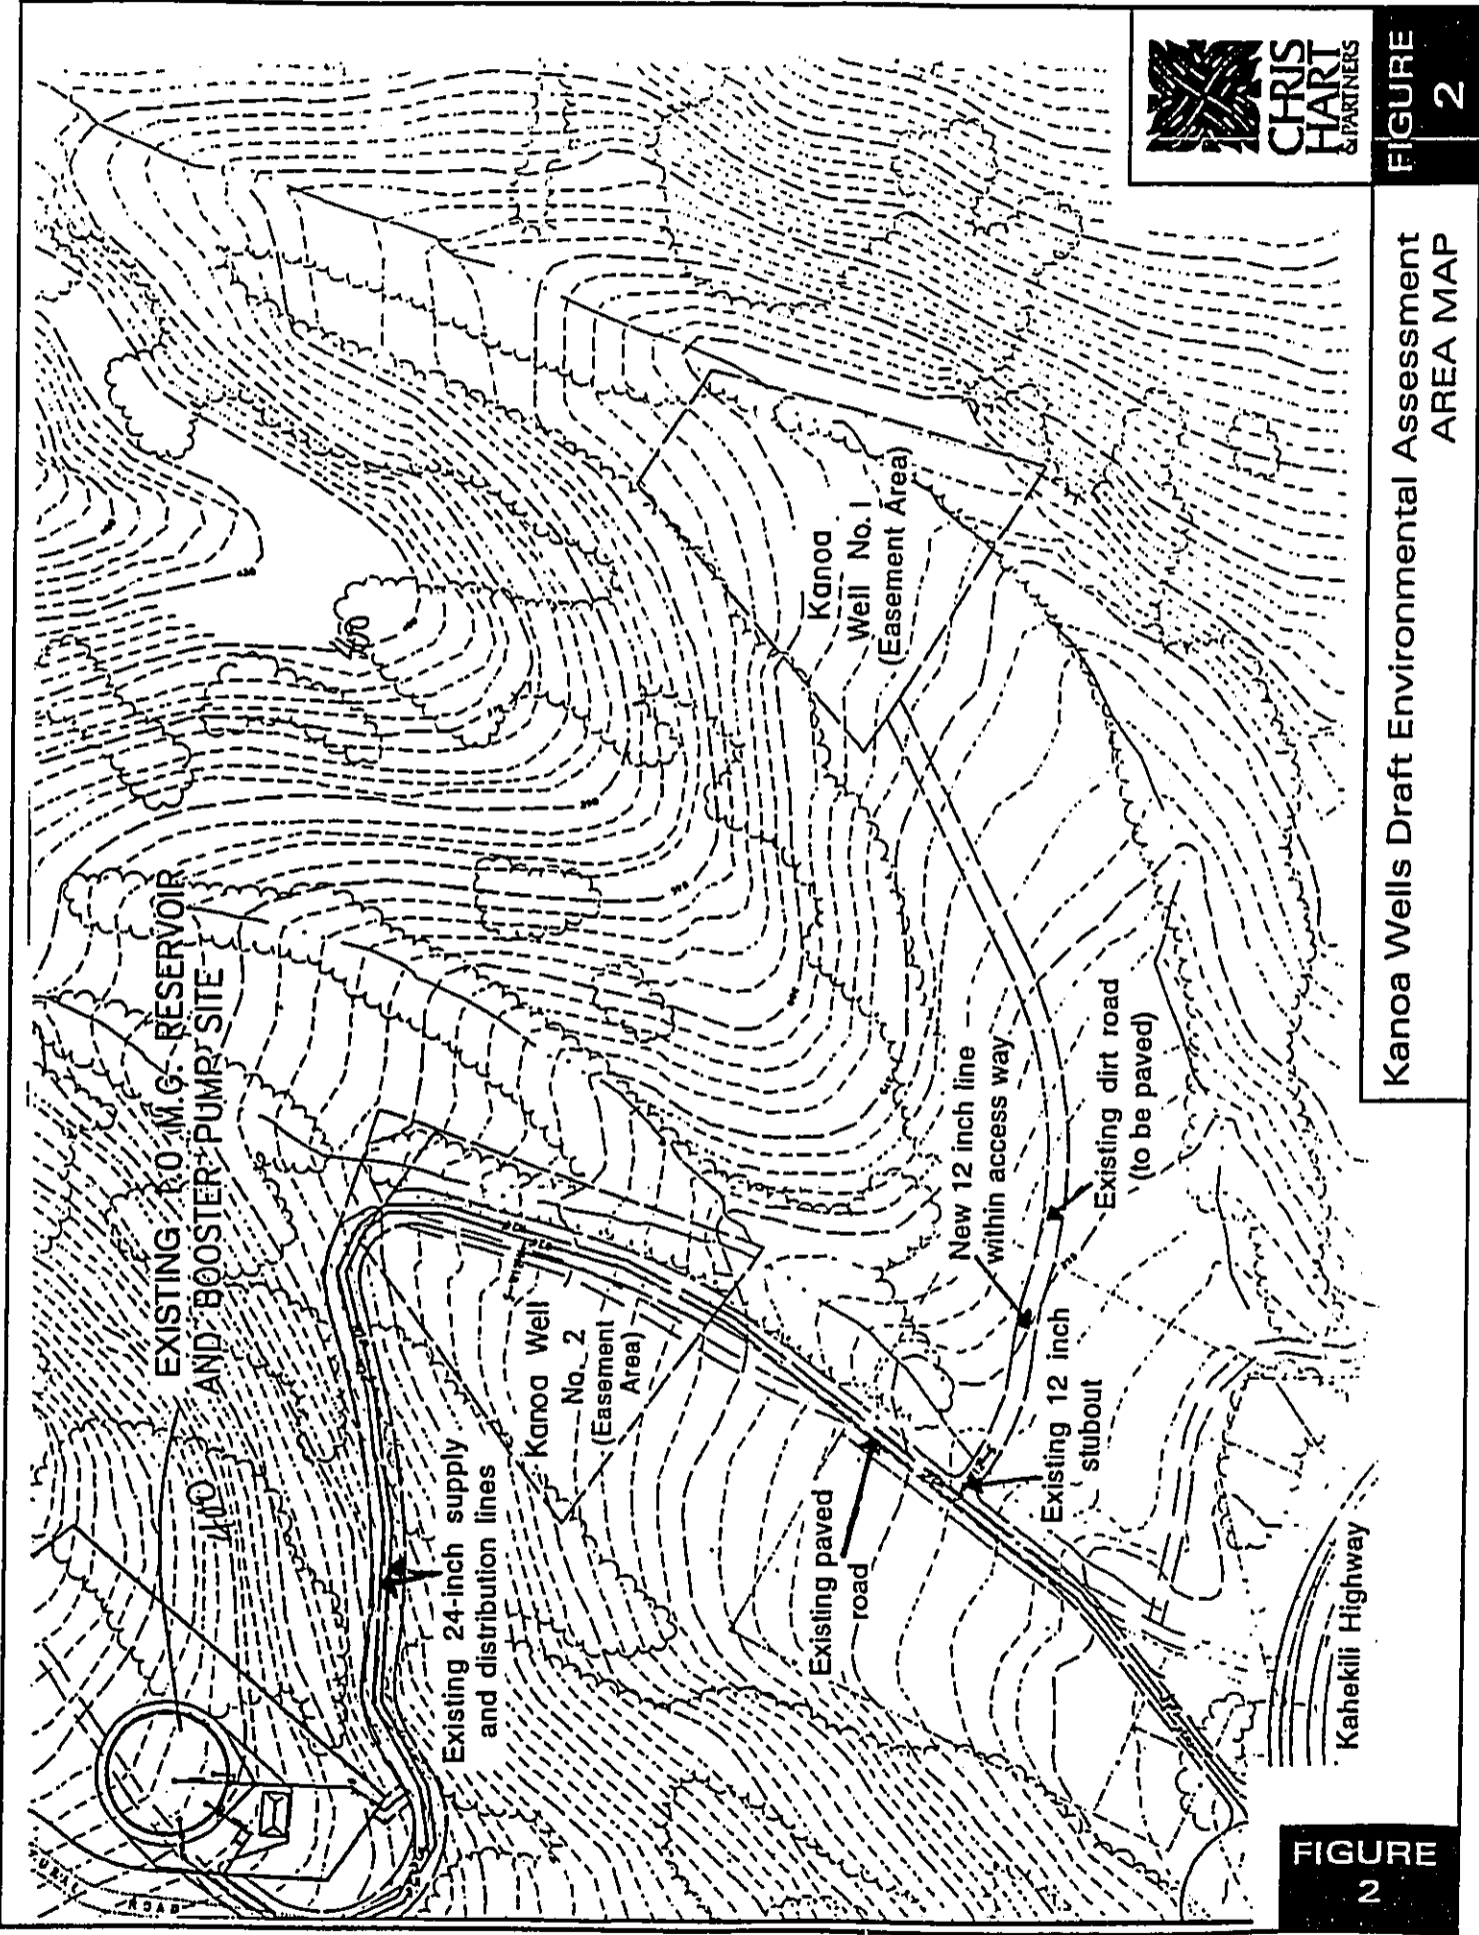 EXISTING 1.0 M.G. RESERVOIR
AND BOOSTER PUMP SITE
400
400
Existing 24-inch supply
and distribution lines
Kanoa Well
No. 2
(Easement
Area)
Kanoa
Well No. 1
(Easement Area)
Existing paved
road
New 12 inch line
within access way
Existing dirt road
(to be paved)
Existing 12 inch
stubout
Kahekili Highway
ROAD
CHRIS
HART
& PARTNERS
Kanoa Wells Draft Environmental Assessment
AREA MAP
FIGURE
2
FIGURE
2